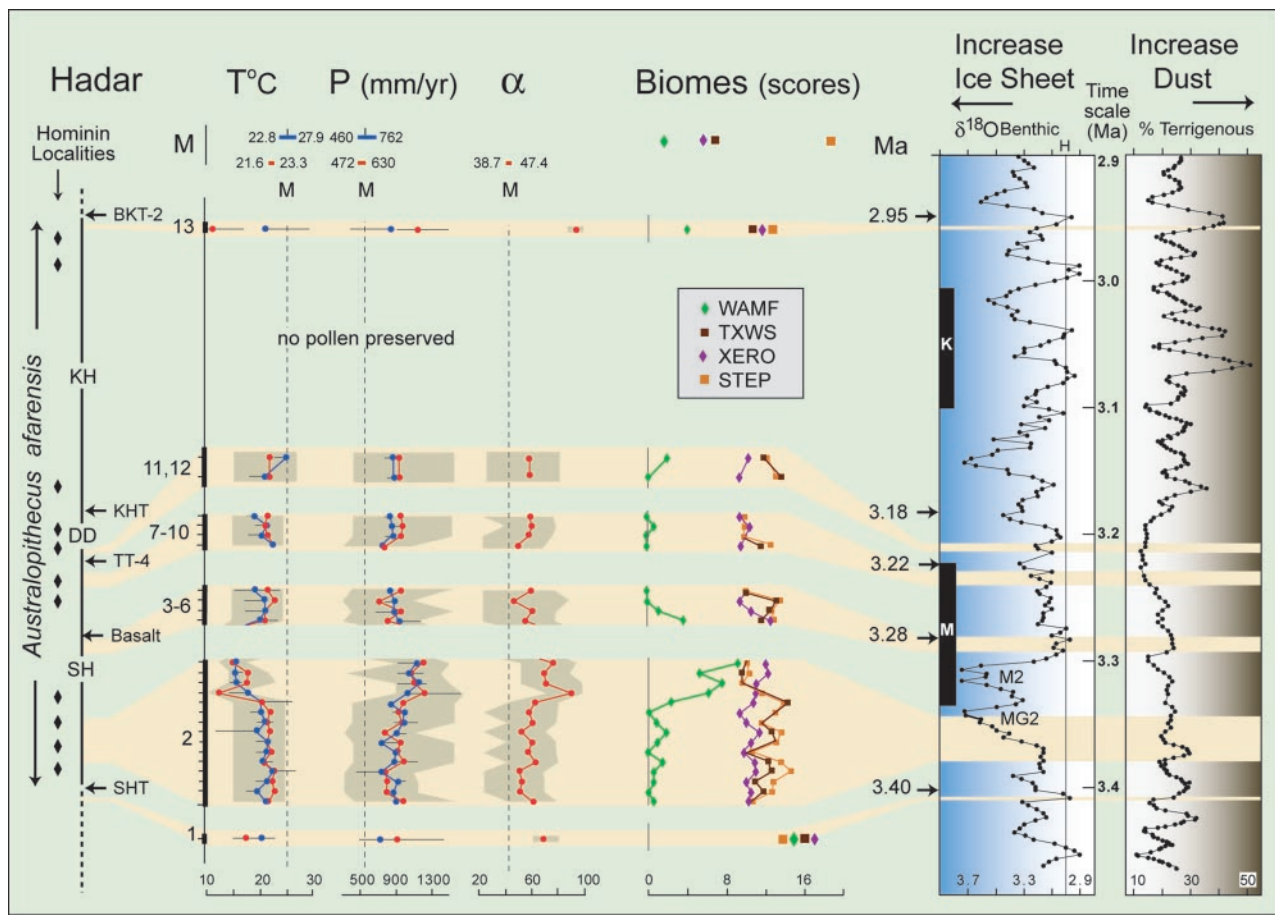 Hadar
T°C
P (mm/yr)
α
Biomes (scores)
Increase
Ice Sheet
Increase
Dust
Hominin
Localities
M
22.8
27.9
460
762
21.6
23.3
472
630
38.7
47.4
M
M
M
Ma
δ18O Benthic
H
Time
scale
(Ma)
% Terrigenous
Australopithecus afarensis
KH
DD
SH
BKT-2
KHT
TT-4
Basalt
SHT
13
11,12
7-10
3-6
2
1
no pollen preserved
WAMF
TXWS
XERO
STEP
2.95
3.18
3.22
3.28
3.40
K
M
M2
MG2
2.9
3.0
3.1
3.2
3.3
3.4
10
20
30
500
900
1300
20
60
100
0
8
16
3.7
3.3
2.9
10
30
50